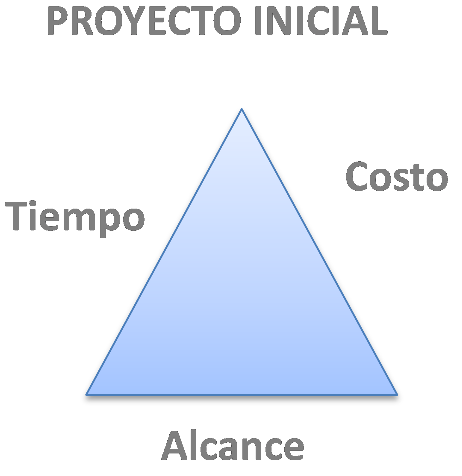 PROYECTO INICIAL
Costo
Tiempo
Alcance